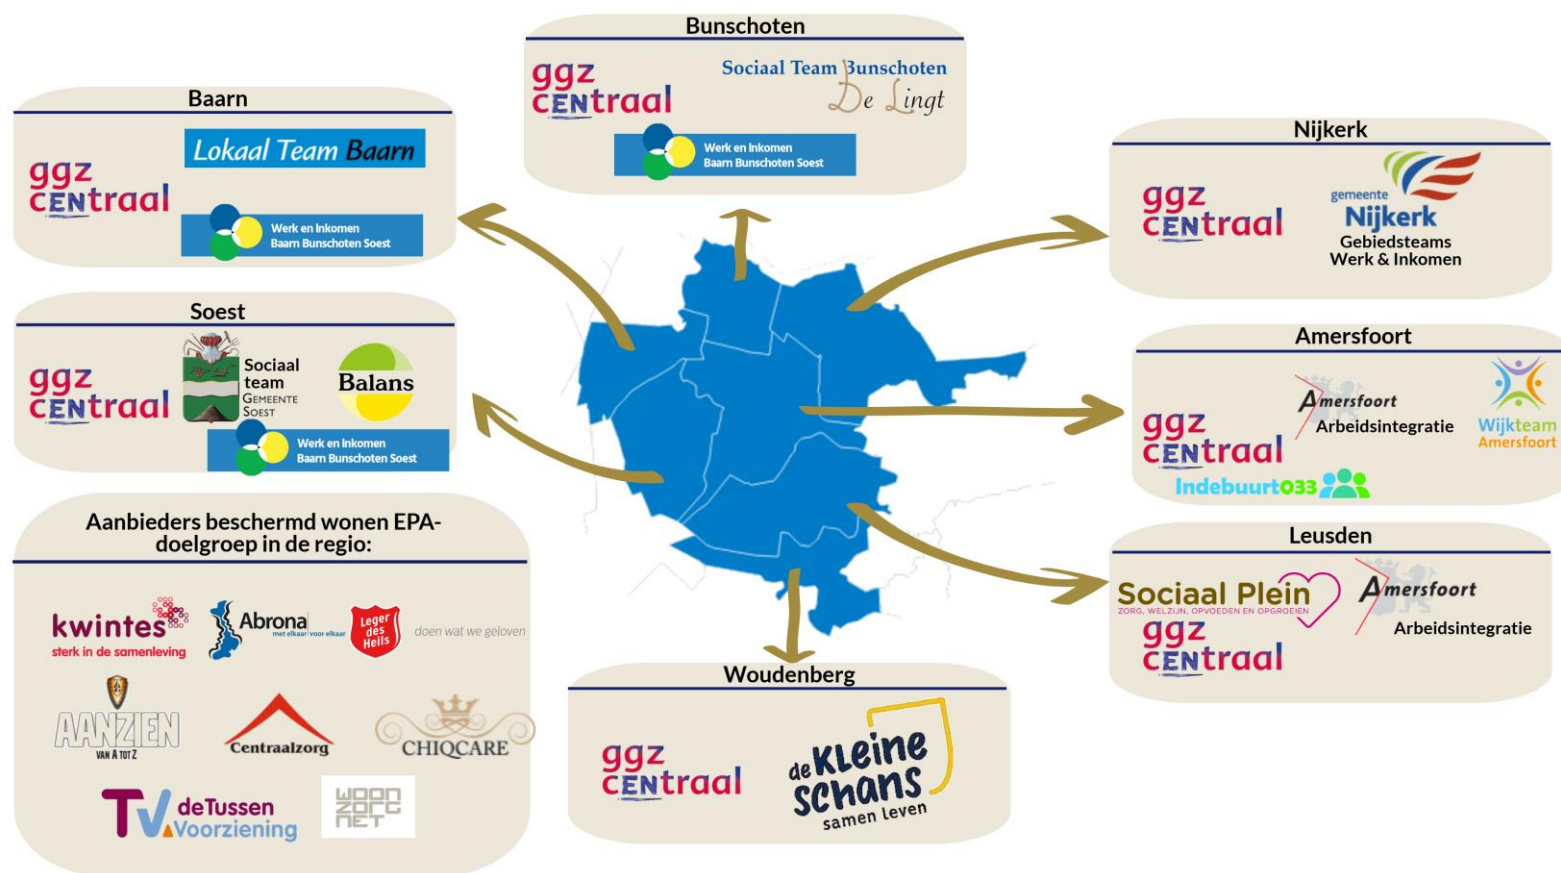 Bunschoten
ggz
centraal
Sociaal Team Bunschoten
De Lingt
Werk en Inkomen
Baarn Bunschoten Soest
Baarn
ggz
centraal
Lokaal Team Baarn
Werk en Inkomen
Baarn Bunschoten Soest
Nijkerk
ggz
centraal
gemeente
Nijkerk
Gebiedsteams
Werk & Inkomen
Soest
ggz
centraal
Sociaal
team
GEMEENTE
SOEST
Balans
Werk en Inkomen
Baarn Bunschoten Soest
Amersfoort
ggz
centraal
Amersfoort
Arbeidsintegratie
Wijkteam
Amersfoort
Indebuurt033
Aanbieders beschermd wonen EPA-
doelgroep in de regio:
kwintes
sterk in de samenleving
Abrona
met elkaar voor elkaar
Leger
des
Heils
doen wat we geloven
AANZIEN
VAN A TOT Z
Centraalzorg
CHIQCARE
TV deTussen
Voorziening
WOON
ZORG
NET
Leusden
Sociaal Plein
ZORG, WELZIJN, OPVOEDEN EN OPGROEIEN
ggz
centraal
Amersfoort
Arbeidsintegratie
Woudenberg
ggz
centraal
de Kleine
Schans
samen leven